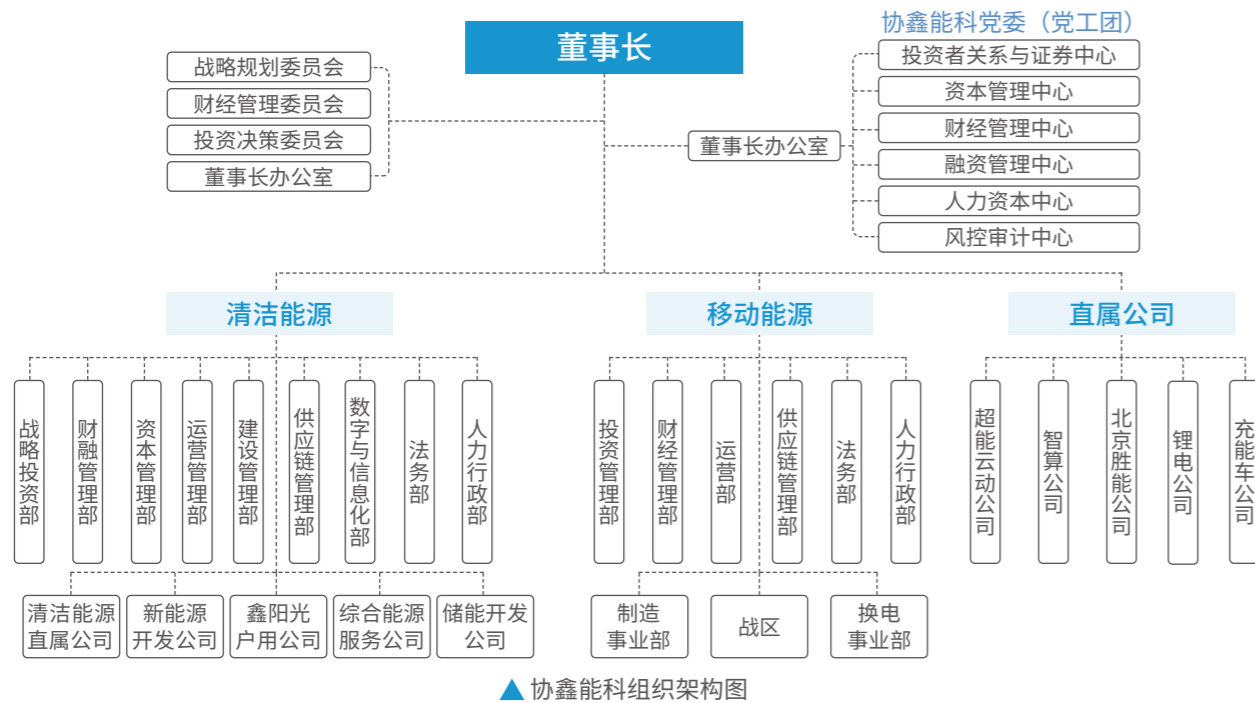 协鑫能科党委（党工团）
董事长
战略规划委员会
财经管理委员会
投资决策委员会
董事长办公室
董事长办公室
投资者关系与证券中心
资本管理中心
财经管理中心
融资管理中心
人力资本中心
风控审计中心
清洁能源
移动能源
直属公司
战略投资部
财融管理部
资本管理部
运营管理部
建设管理部
供应链管理部
数字与信息化部
法务部
人力行政部
投资管理部
财经管理部
运营部
供应链管理部
法务部
人力行政部
超能云动公司
智算公司
北京胜能公司
锂电公司
充能车公司
清洁能源
直属公司
新能源
开发公司
鑫阳光
户用公司
综合能源
服务公司
储能开发
公司
制造
事业部
战区
换电
事业部
▲协鑫能科组织架构图